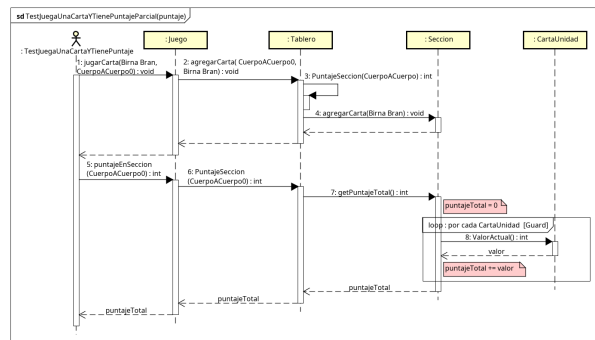 sd TestJuegaUnaCartaYTienePuntajeParcial(puntaje)
: TestJuegaUnaCartaYTienePuntaje
: Juego
: Tablero
: Seccion
: CartaUnidad
1: jugarCarta(Birna Bran,
CuerpoACuerpo0) : void
2: agregarCarta( CuerpoACuerpo0,
Birna Bran) : void
3: PuntajeSeccion(CuerpoACuerpo) : int
4: agregarCarta(Birna Bran) : void
5: puntajeEnSeccion
(CuerpoACuerpo0) : int
6: PuntajeSeccion
(CuerpoACuerpo0) : int
7: getPuntajeTotal() : int
puntajeTotal = 0
loop : por cada CartaUnidad [Guard]
8: ValorActual() : int
valor
puntajeTotal += valor
puntajeTotal
puntajeTotal
puntajeTotal